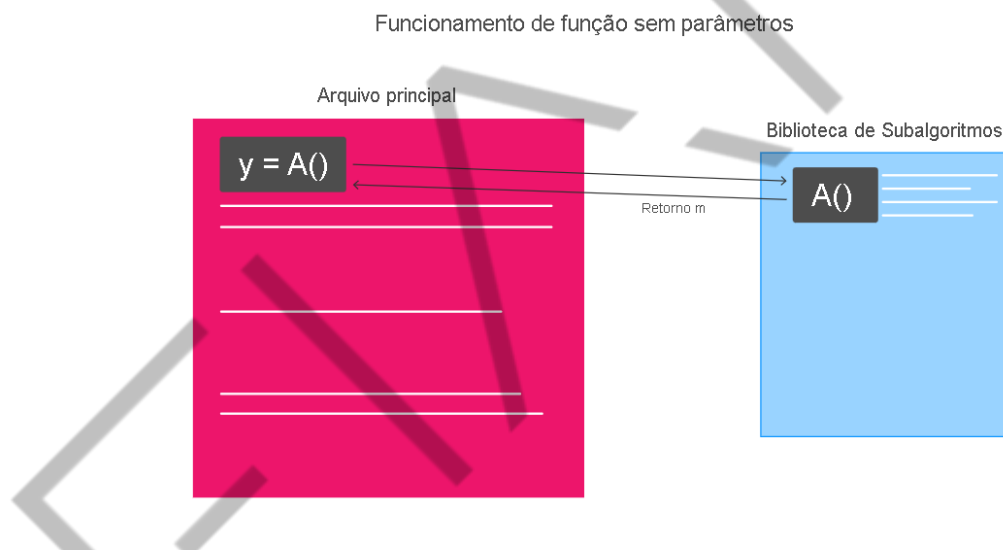 Funcionamento de função sem parâmetros
Arquivo principal
Biblioteca de Subalgoritmos
y = A()
A()
Retorno m